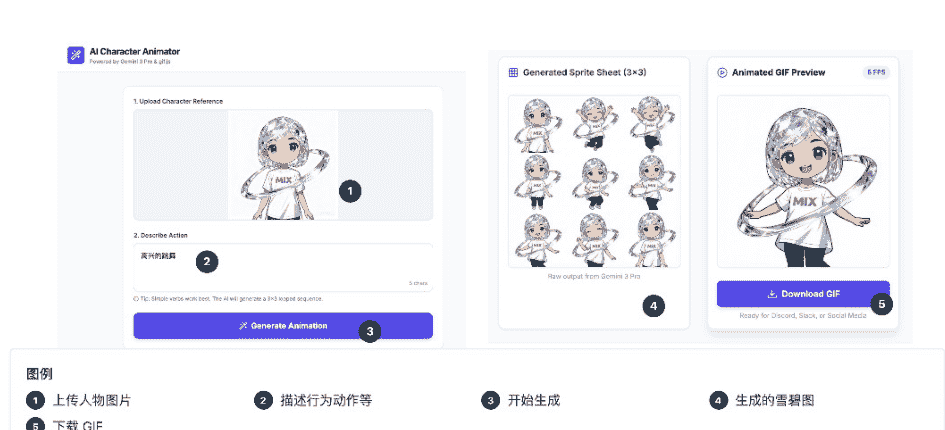 AI Character Animator
Powered by Gemini 3 Pro & gifjs
1. Upload Character Reference
MIX
1
2. Describe Action
高兴的跳舞
2
5 chars
Tip: Simple verbs work best. The AI will generate a 3×3 looped sequence.
Generate Animation
3
Generated Sprite Sheet (3×3)
MIX
Raw output from Gemini 3 Pro
4
Animated GIF Preview
5 FPS
MIX
Download GIF
5
Ready for Discord, Slack, or Social Media
图例
1 上传人物图片
2 描述行为动作等
3 开始生成
4 生成的雪碧图
5 下载 GIF